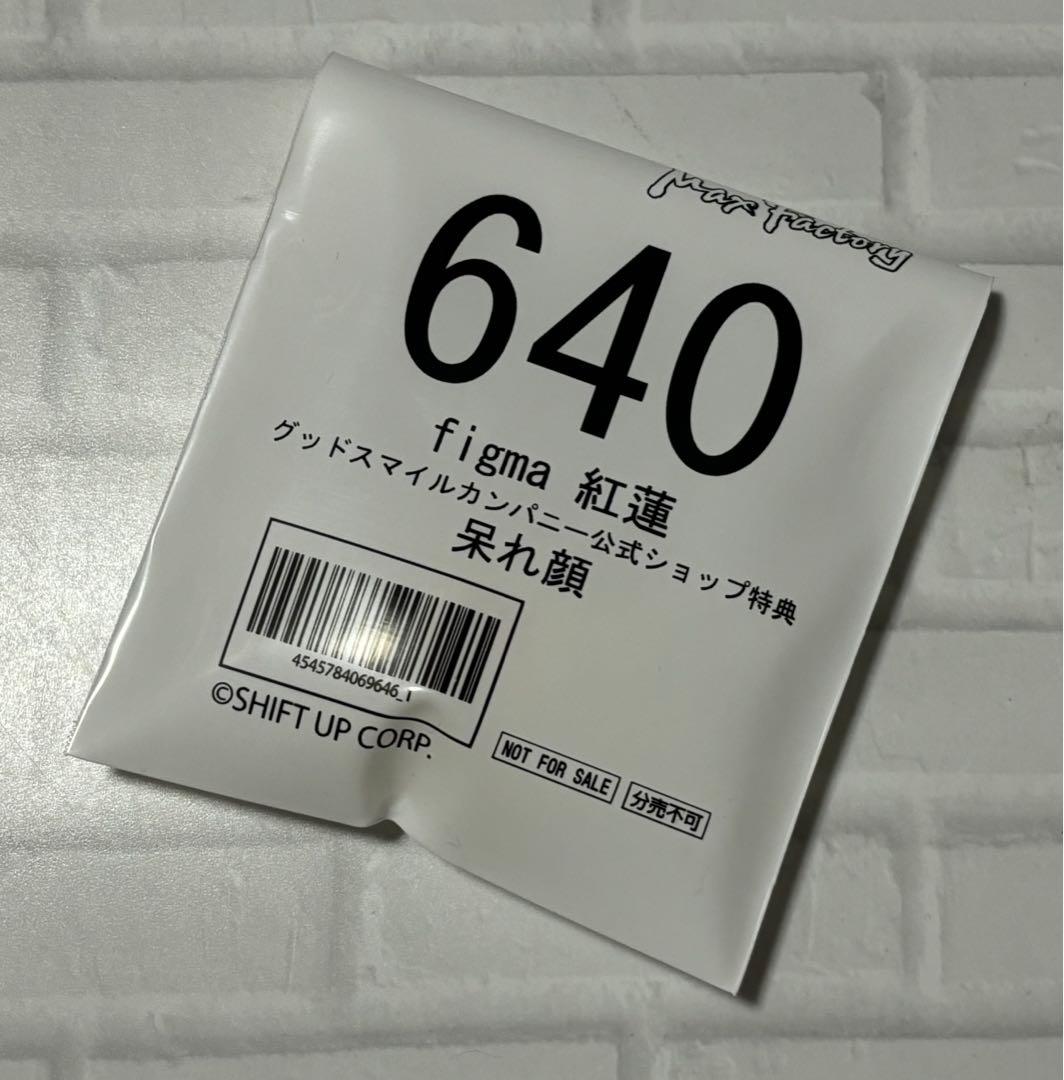 Max Factory
640
figma 紅蓮
グッドスマイルカンパニー公式ショップ特典
呆れ顔
4545784069646_1
©SHIFT UP CORP.
NOT FOR SALE
分売不可